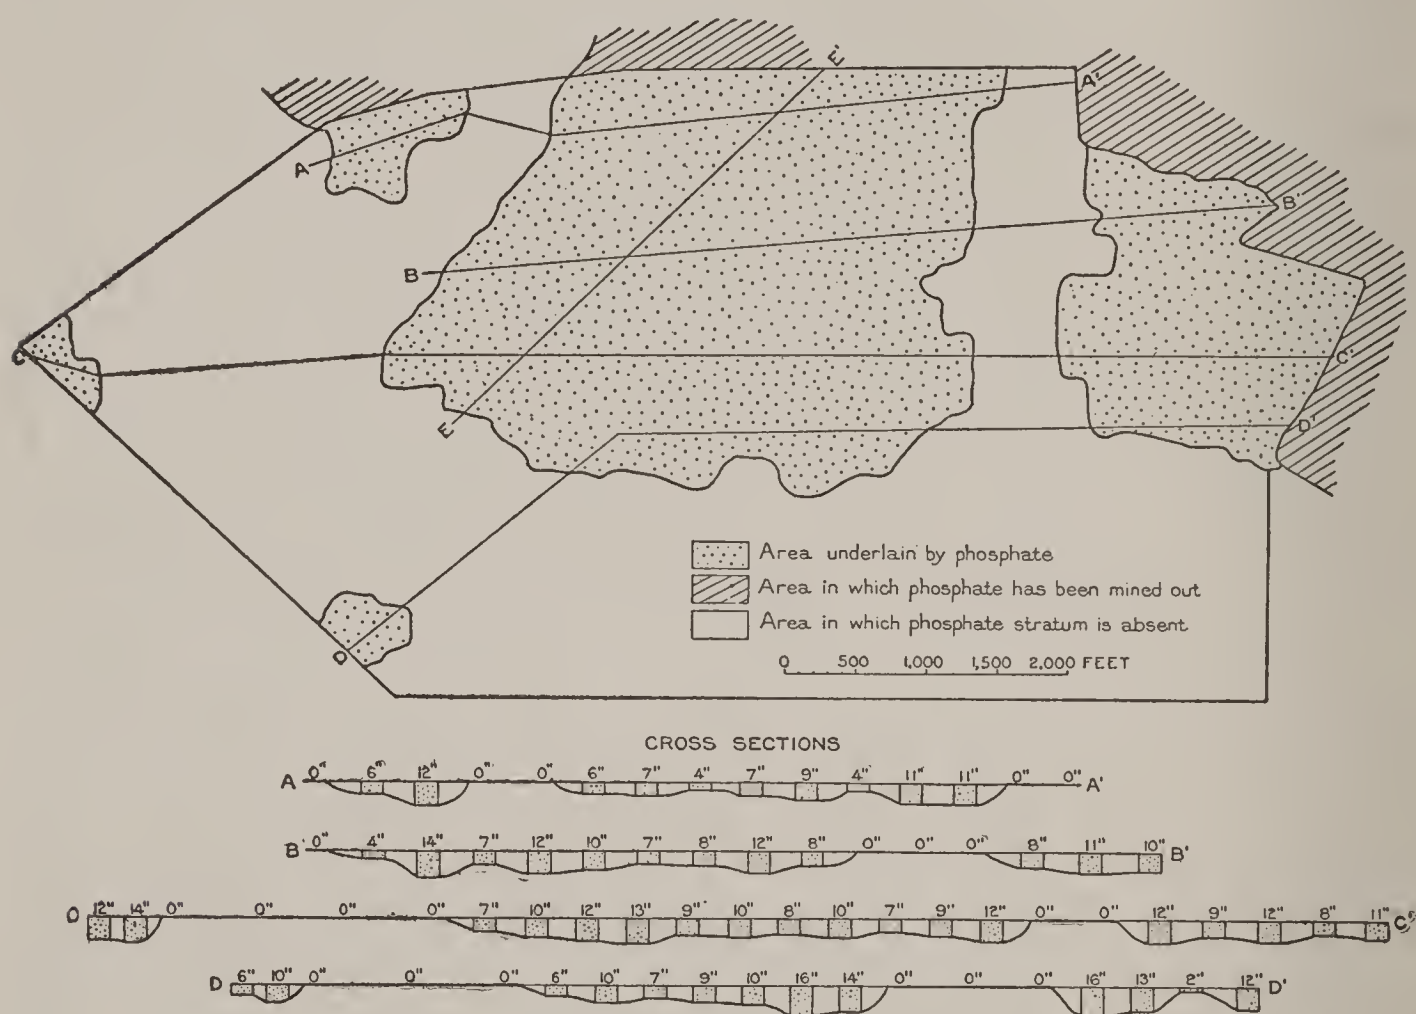 E'
A'
A
B
B'
C
C'
E
D'
D
Area underlain by phosphate
Area in which phosphate has been mined out
Area in which phosphate stratum is absent
0 500 1,000 1,500 2,000 FEET
CROSS SECTIONS
A 0" 6" 12" 0" 0" 6" 7" 4" 7" 9" 4" 11" 11" 0" 0" A'
B 0" 4" 14" 7" 12" 10" 7" 8" 12" 8" 0" 0" 0" 8" 11" 10" B'
C 12" 14" 0" 0" 0" 0" 7" 10" 12" 13" 9" 10" 8" 10" 7" 9" 12" 0" 0" 12" 9" 12" 8" 11" C'
D 6" 10" 0" 0" 0" 6" 10" 7" 9" 10" 16" 14" 0" 0" 0" 16" 13" 2" 12" D'